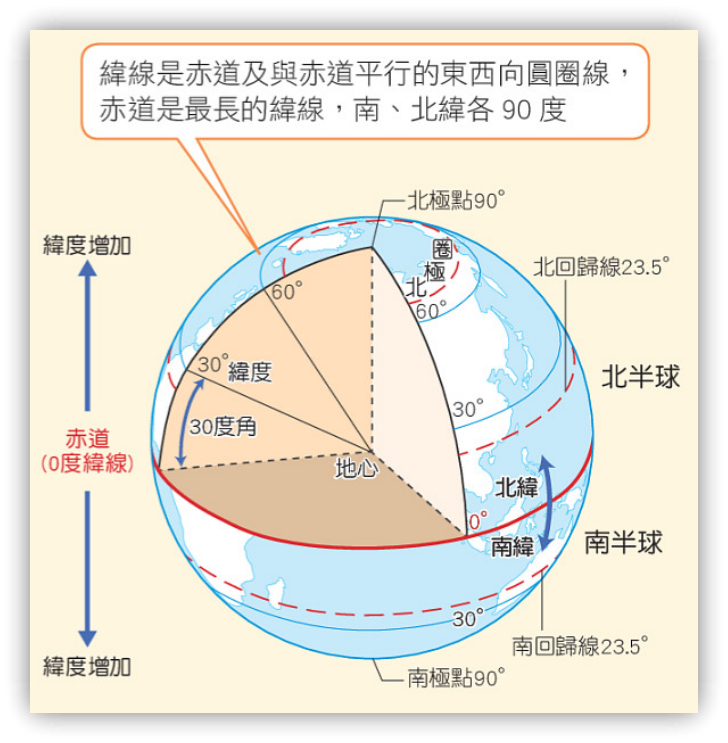 緯線是赤道及與赤道平行的東西向圓圈線，
赤道是最長的緯線，南、北緯各 90 度
北極點90°
緯度增加
北極圈
北回歸線23.5°
60°
60°
30°
緯度
北半球
30°
30度角
赤道
(0度緯線)
地心
北緯
0°
南緯
南半球
30°
南回歸線23.5°
緯度增加
南極點90°